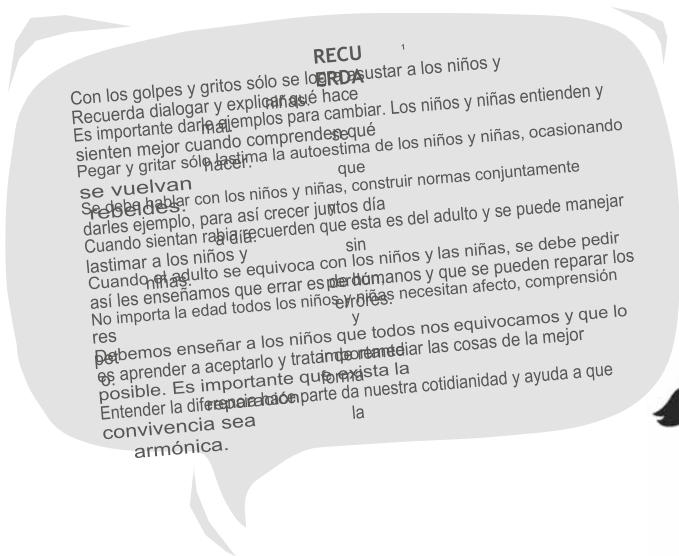 RECU
ERDA
1
Con los golpes y gritos sólo se logra asustar a los niños y
niñas.
Recuerda dialogar y explicar qué hace
mal.
Es importante darle ejemplos para cambiar. Los niños y niñas entienden y
se
sienten mejor cuando comprenden qué
hacer.
Pegar y gritar sólo lastima la autoestima de los niños y niñas, ocasionando
que
se vuelvan
rebeldes.
Se debe hablar con los niños y niñas, construir normas conjuntamente
y
darles ejemplo, para así crecer juntos día
a día.
Cuando sientan rabia recuerden que esta es del adulto y se puede manejar
sin
lastimar a los niños y
niñas.
Cuando el adulto se equivoca con los niños y las niñas, se debe pedir
perdón,
así les enseñamos que errar es de humanos y que se pueden reparar los
errores.
No importa la edad todos los niños y niñas necesitan afecto, comprensión
y
res
pet
o.
Debemos enseñar a los niños que todos nos equivocamos y que lo
importante
es aprender a aceptarlo y tratar de remediar las cosas de la mejor
forma
posible. Es importante que exista la
reparación.
Entender la diferencia hace parte da nuestra cotidianidad y ayuda a que
la
convivencia sea
armónica.